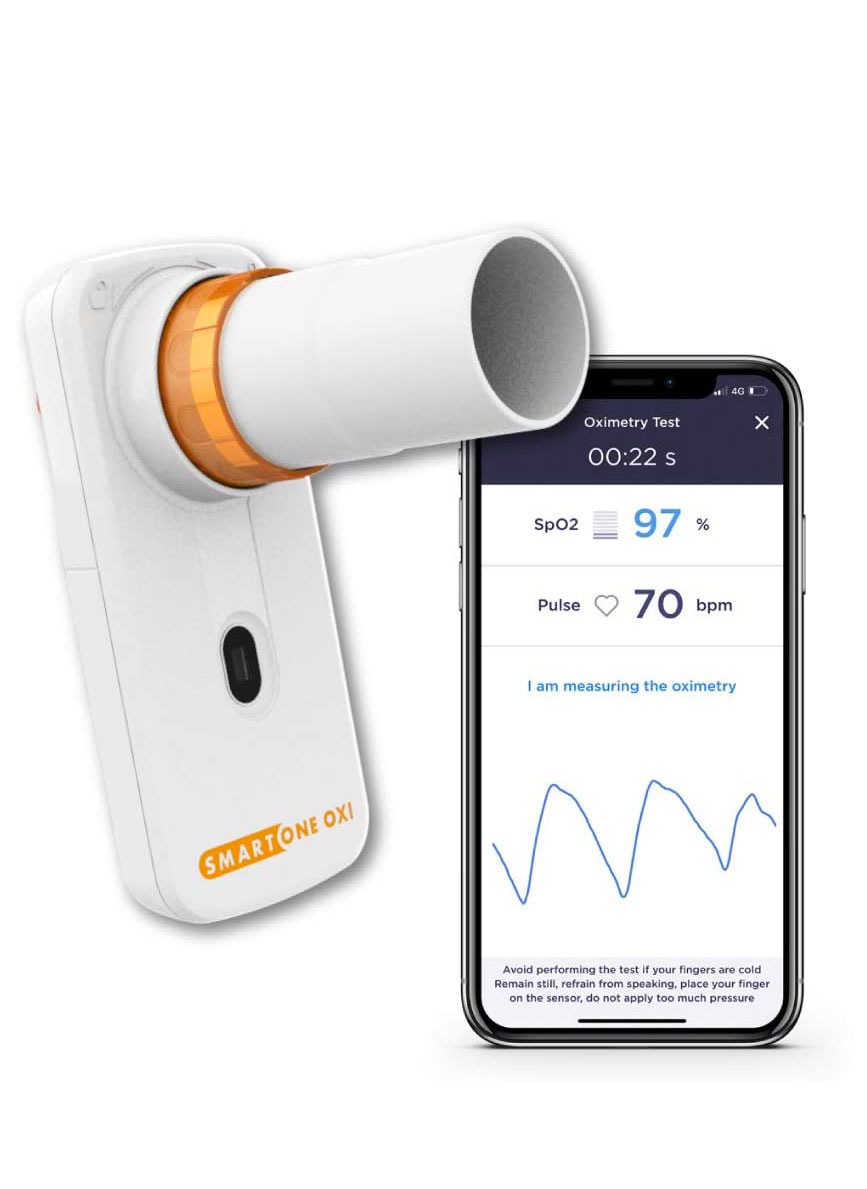 4G
Oximetry Test
00:22 s
SpO2 97 %
Pulse 70 bpm
I am measuring the oximetry
SMART ONE OXI
Avoid performing the test if your fingers are cold
Remain still, refrain from speaking, place your finger
on the sensor, do not apply too much pressure